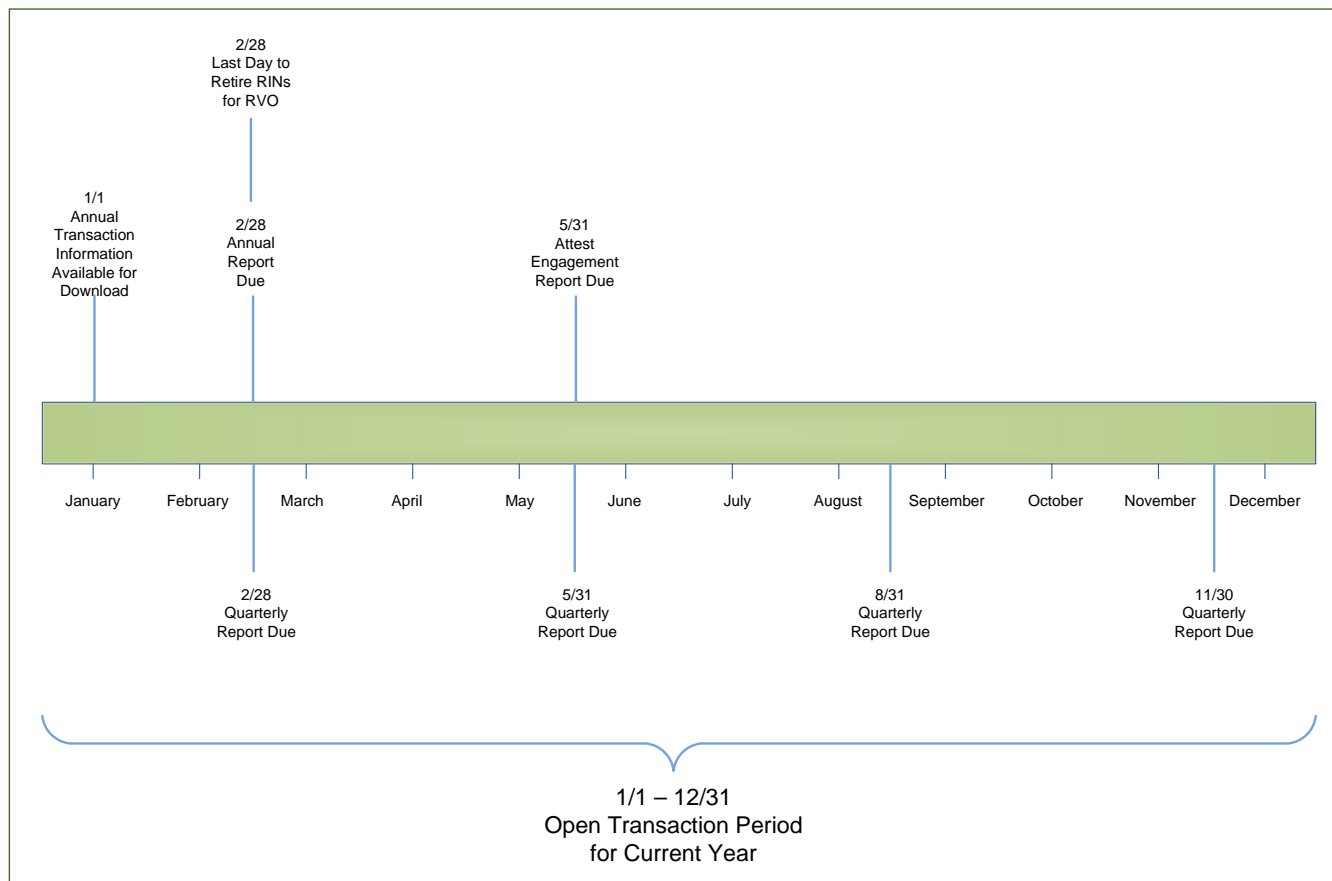 2/28
Last Day to
Retire RINs
for RVO
1/1
Annual
Transaction
Information
Available for
Download
2/28
Annual
Report
Due
5/31
Attest
Engagement
Report Due
January
February
March
April
May
June
July
August
September
October
November
December
2/28
Quarterly
Report Due
5/31
Quarterly
Report Due
8/31
Quarterly
Report Due
11/30
Quarterly
Report Due
1/1 – 12/31
Open Transaction Period
for Current Year